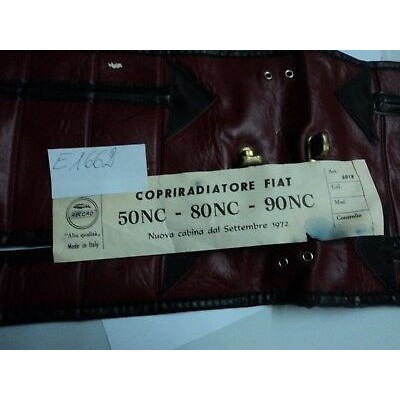 E1662
COPRIRADIATORE FIAT
50NC - 80NC - 90NC
Nuova cabina dal Settembre 1972
RECORD
"Alta qualità"
Made in Italy
Art. 6018
Col.
Mod.
Controllo